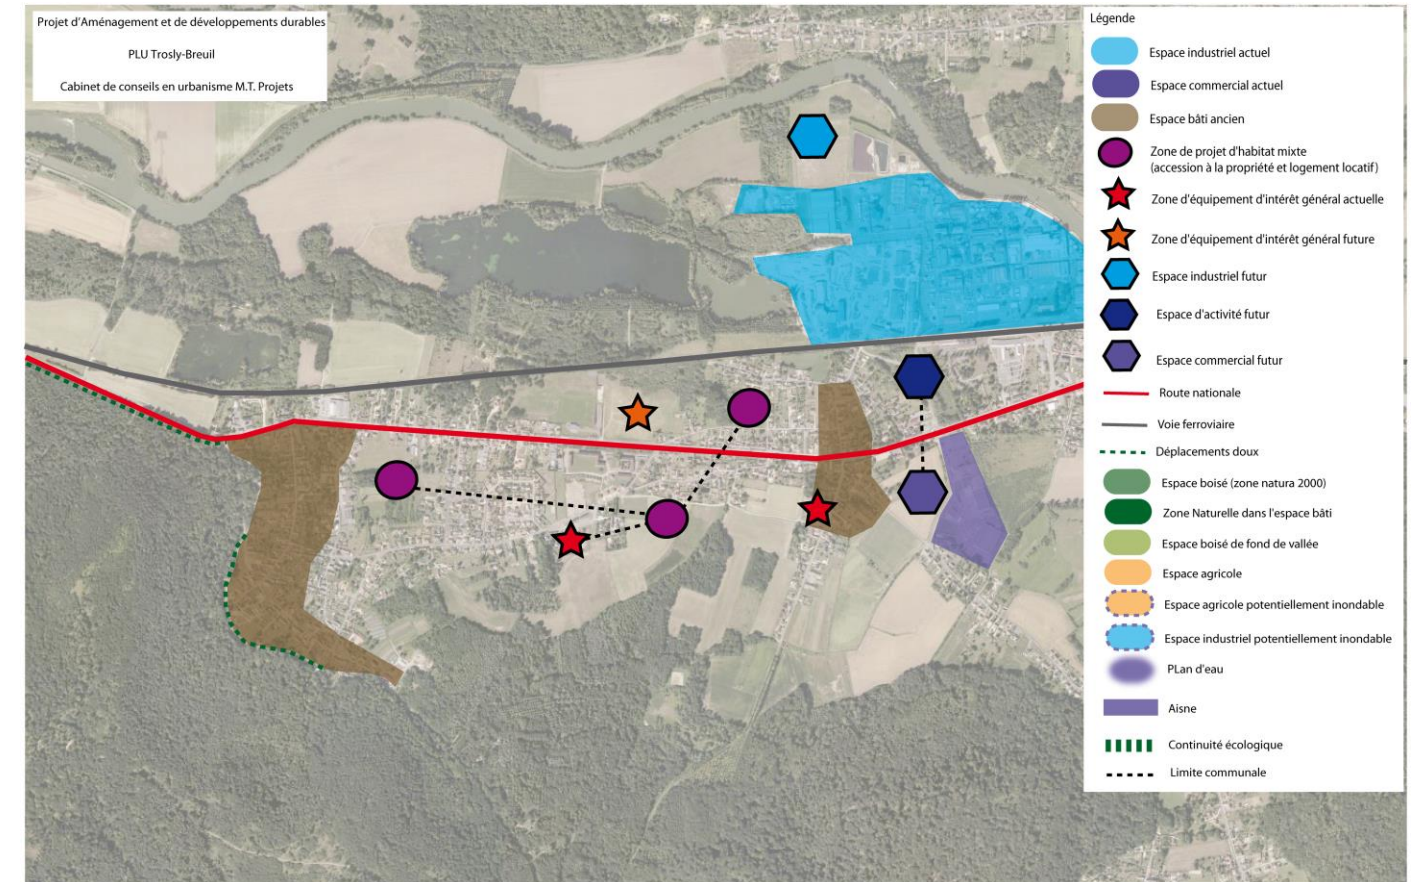 Projet d'Aménagement et de développements durables
PLU Trosly-Breuil
Cabinet de conseils en urbanisme M.T. Projets
Légende
Espace industriel actuel
Espace commercial actuel
Espace bâti ancien
Zone de projet d'habitat mixte
(accession à la propriété et logement locatif)
Zone d'équipement d'intérêt général actuelle
Zone d'équipement d'intérêt général future
Espace industriel futur
Espace d'activité futur
Espace commercial futur
Route nationale
Voie ferroviaire
Déplacements doux
Espace boisé (zone natura 2000)
Zone Naturelle dans l'espace bâti
Espace boisé de fond de vallée
Espace agricole
Espace agricole potentiellement inondable
Espace industriel potentiellement inondable
PLan d'eau
Aisne
Continuité écologique
Limite communale